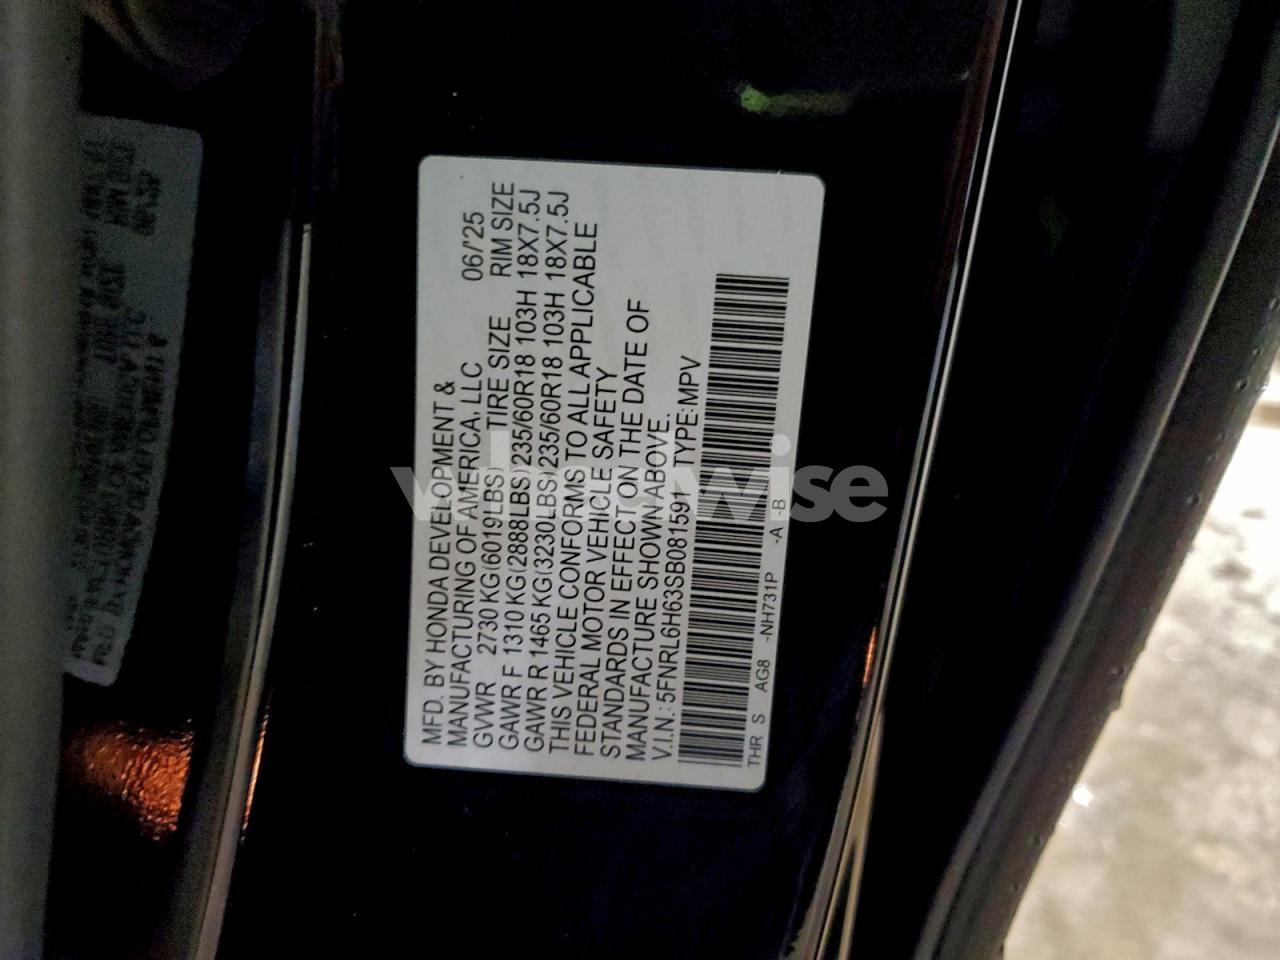 MFD. BY HONDA DEVELOPMENT &
MANUFACTURING OF AMERICA, LLC 06/'25
GVWR 2730 KG(6019LBS) TIRE SIZE RIM SIZE
GAWR F 1310 KG(2888LBS) 235/60R18 103H 18X7.5J
GAWR R 1465 KG(3230LBS) 235/60R18 103H 18X7.5J
THIS VEHICLE CONFORMS TO ALL APPLICABLE
FEDERAL MOTOR VEHICLE SAFETY
STANDARDS IN EFFECT ON THE DATE OF
MANUFACTURE SHOWN ABOVE.
V.I.N.: 5FNRL6H63SB081591 TYPE:MPV
THR S AG8 -NH731P -A -B